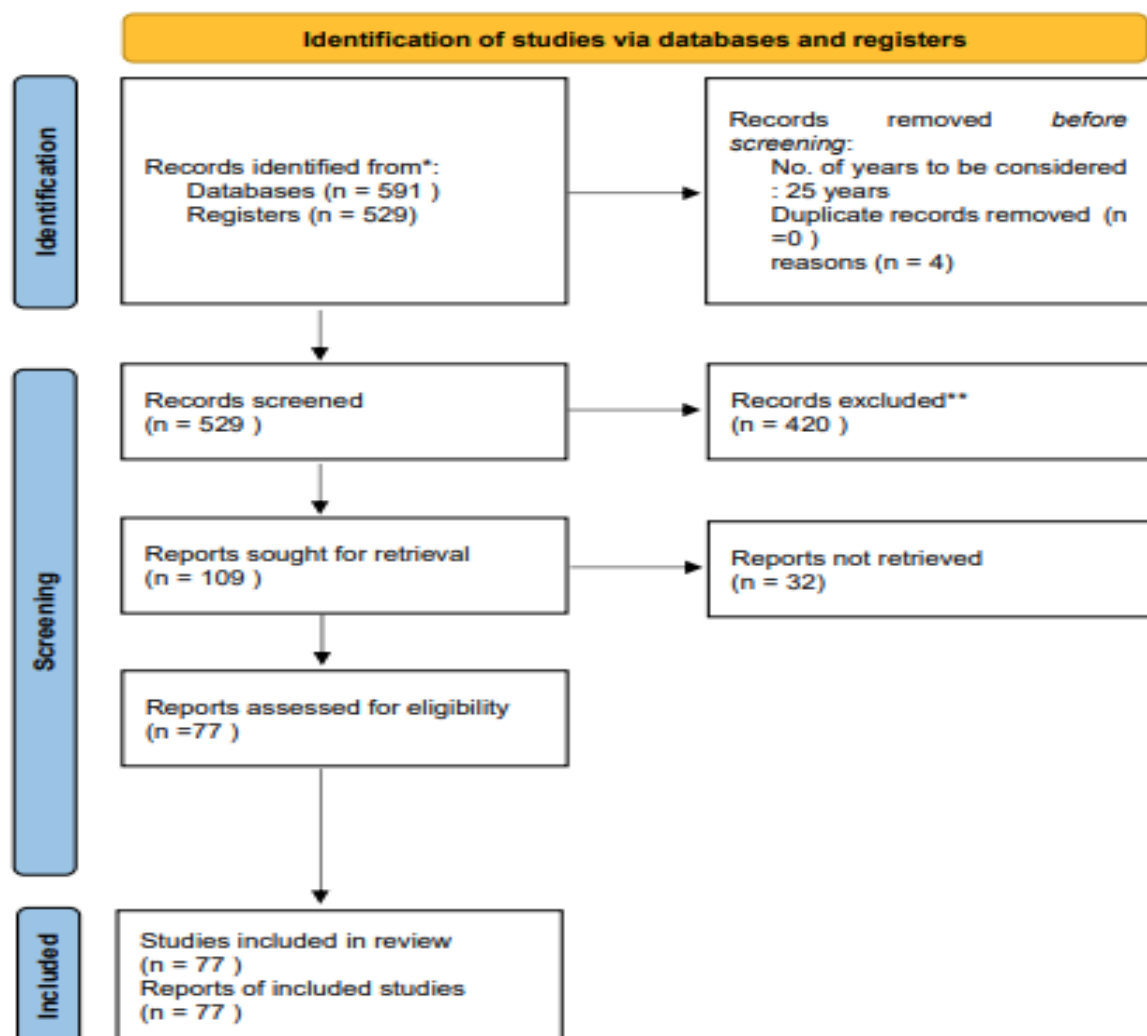 Identification of studies via databases and registers
Identification
Records identified from*:
Databases (n = 591 )
Registers (n = 529)
Records removed before
screening:
No. of years to be considered
: 25 years
Duplicate records removed (n
=0 )
reasons (n = 4)
Screening
Records screened
(n = 529 )
Records excluded**
(n = 420 )
Reports sought for retrieval
(n = 109 )
Reports not retrieved
(n = 32)
Reports assessed for eligibility
(n =77 )
Included
Studies included in review
(n = 77 )
Reports of included studies
(n = 77 )